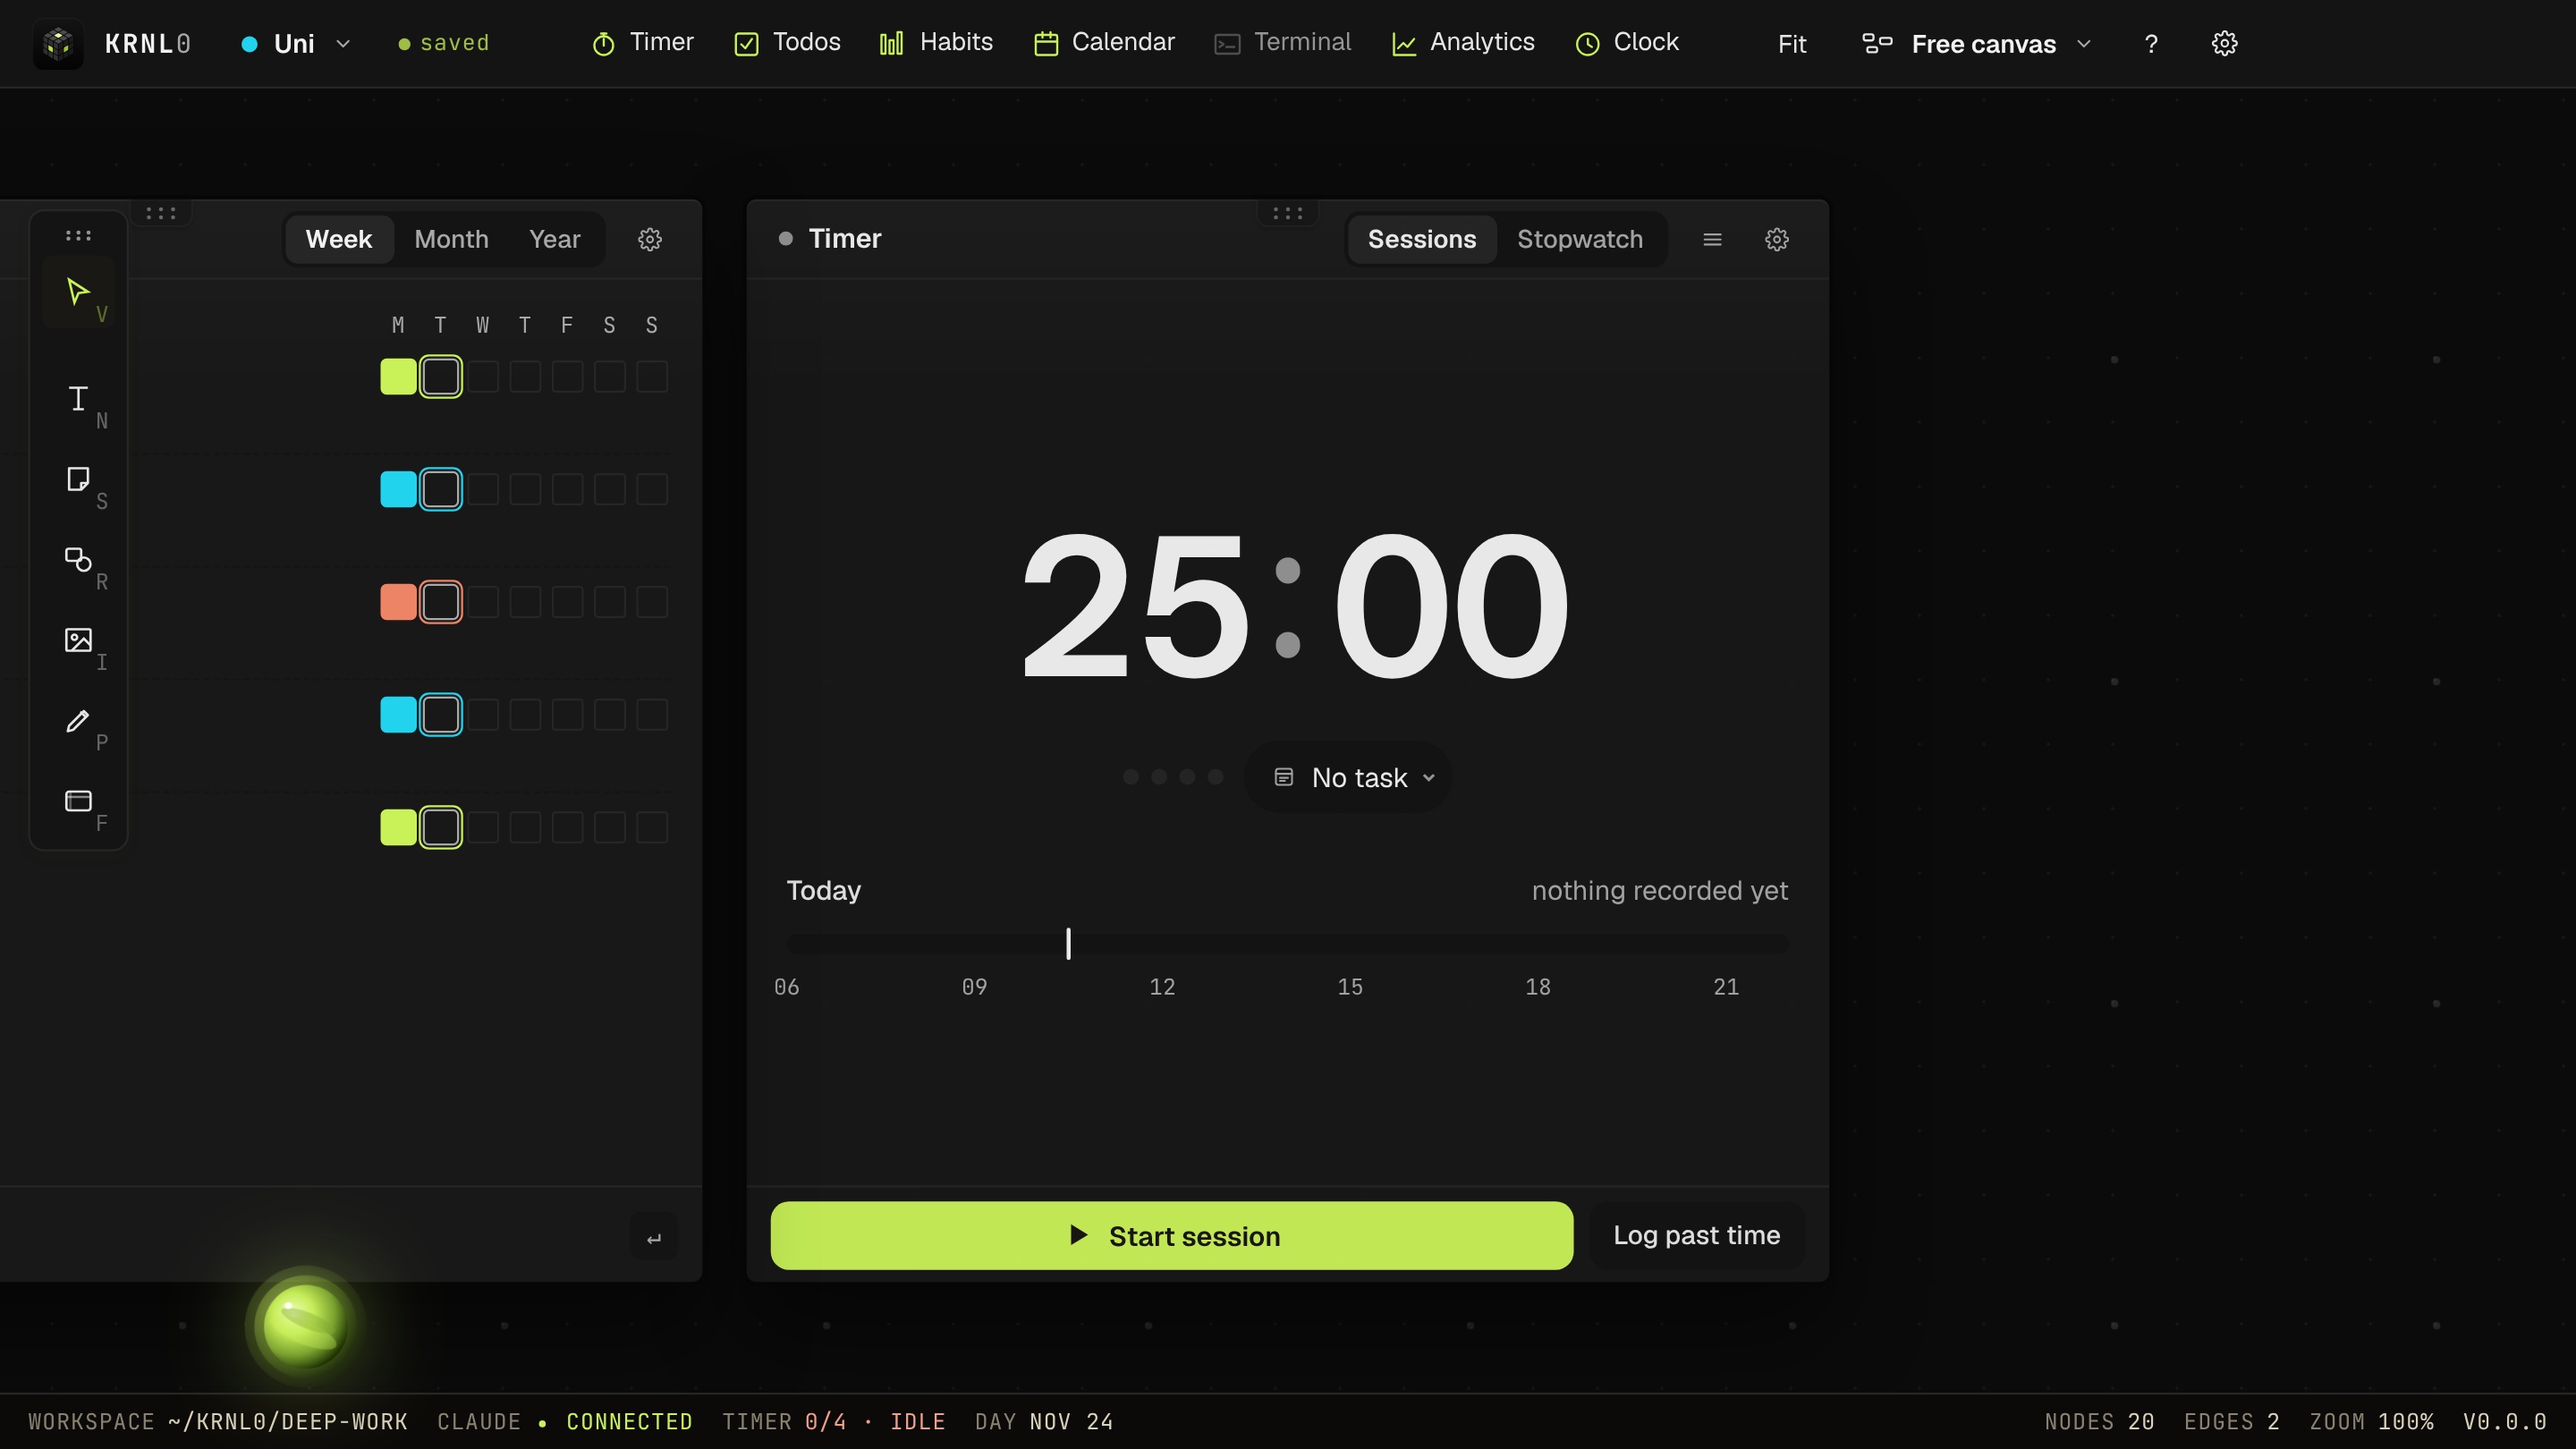 KRNL0 Uni saved Timer Todos Habits Calendar Terminal Analytics Clock Fit Free canvas ?
Week Month Year
Timer Sessions Stopwatch
V
N
S
R
I
P
F
M T W T F S S
25:00
No task
Today nothing recorded yet
06 09 12 15 18 21
Start session Log past time
WORKSPACE ~/KRNL0/DEEP-WORK CLAUDE • CONNECTED TIMER 0/4 · IDLE DAY NOV 24 NODES 20 EDGES 2 ZOOM 100% V0.0.0